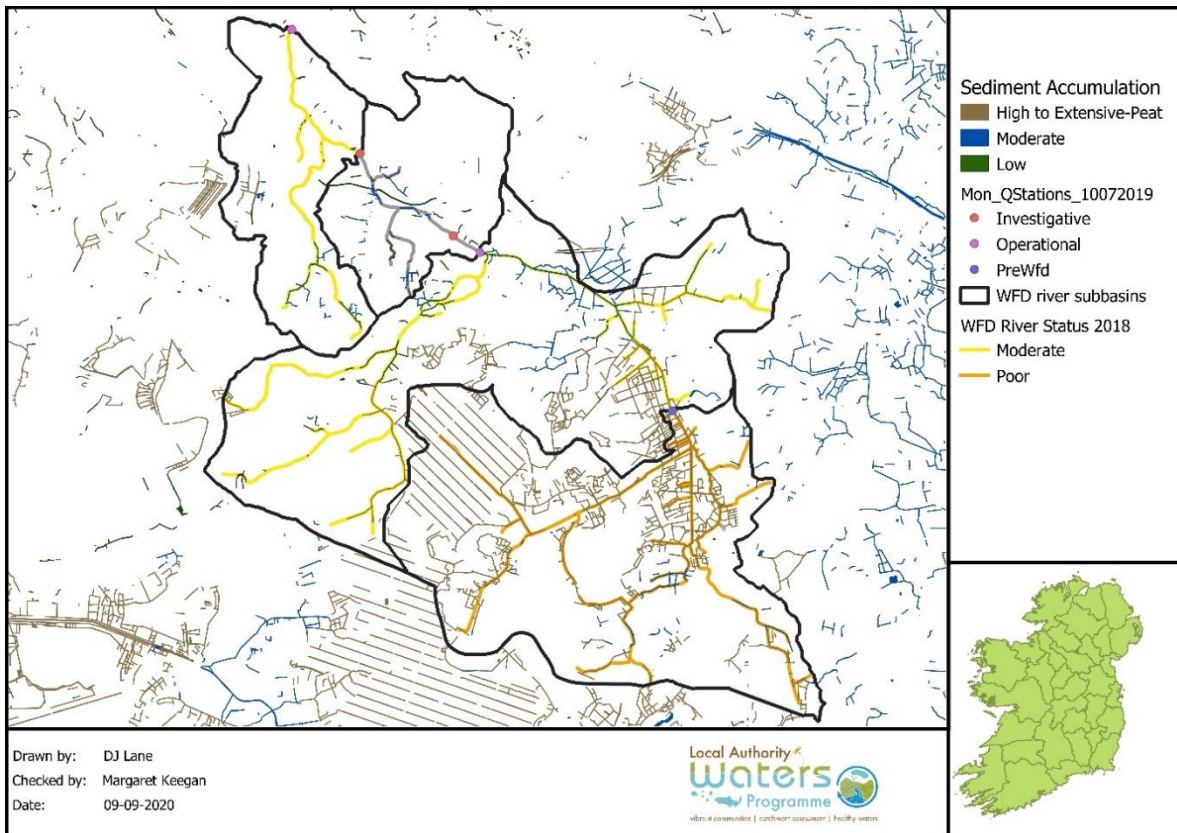 Sediment Accumulation
High to Extensive-Peat
Moderate
Low
Mon_QStations_10072019
Investigative
Operational
PreWfd
WFD river subbasins
WFD River Status 2018
Moderate
Poor
Drawn by: DJ Lane
Checked by: Margaret Keegan
Date: 09-09-2020
Local Authority
Waters
Programme
vibrant communities | catchment assessment | healthy waters